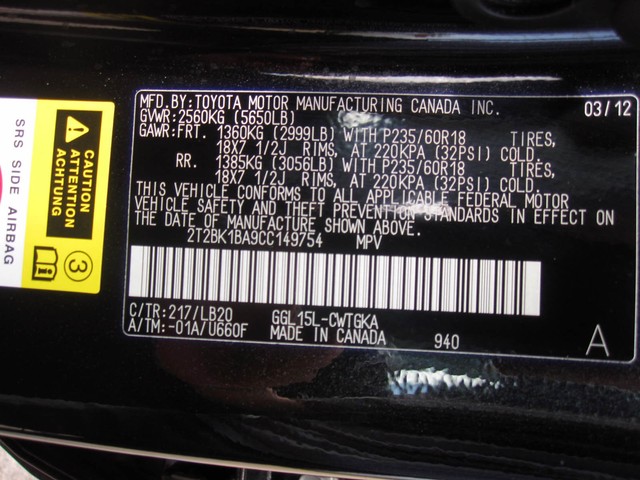 MFD.BY:TOYOTA MOTOR MANUFACTURING CANADA INC. 03/12
GVWR:2560KG (5650LB)
GAWR:FRT. 1360KG (2999LB) WITH P235/60R18 TIRES,
18X7 1/2J RIMS, AT 220KPA (32PSI) COLD.
RR. 1385KG (3056LB) WITH P235/60R18 TIRES,
18X7 1/2J RIMS, AT 220KPA (32PSI) COLD.
THIS VEHICLE CONFORMS TO ALL APPLICABLE FEDERAL MOTOR
VEHICLE SAFETY AND THEFT PREVENTION STANDARDS IN EFFECT ON
THE DATE OF MANUFACTURE SHOWN ABOVE.
2T2BK1BA9CC149754 MPV
C/TR:217/LB20 GGL15L-CWTGKA
A/TM:-01A/U660F MADE IN CANADA 940 A
SRS SIDE AIRBAG
CAUTION
ATTENTION
ACHTUNG
i
3